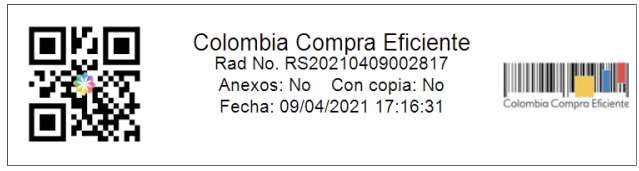 Colombia Compra Eficiente
Rad No. RS20210409002817
Anexos: No Con copia: No
Fecha: 09/04/2021 17:16:31
Colombia Compra Eficiente